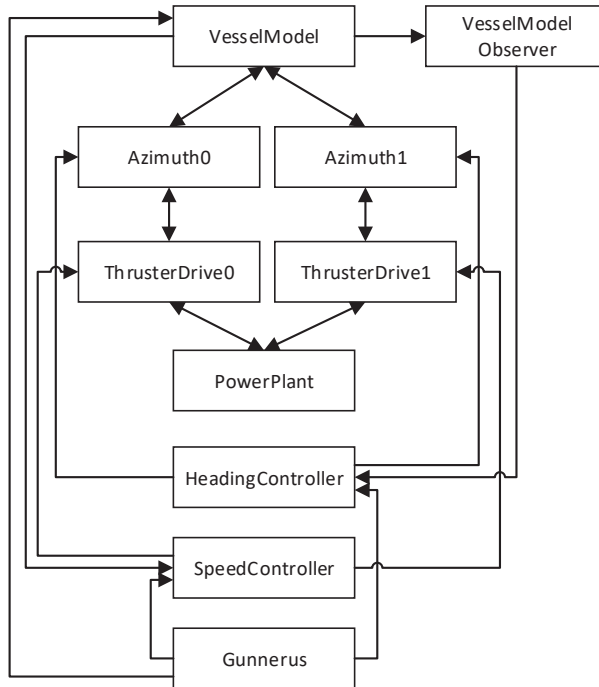 VesselModel
VesselModel
Observer
Azimuth0
Azimuth1
ThrusterDrive0
ThrusterDrive1
PowerPlant
HeadingController
SpeedController
Gunnerus